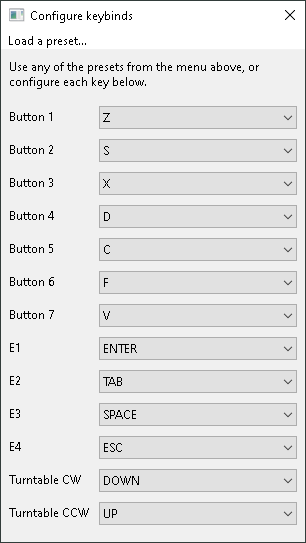 Configure keybinds
Load a preset...
Use any of the presets from the menu above, or
configure each key below.
Button 1 Z
Button 2 S
Button 3 X
Button 4 D
Button 5 C
Button 6 F
Button 7 V
E1 ENTER
E2 TAB
E3 SPACE
E4 ESC
Turntable CW DOWN
Turntable CCW UP